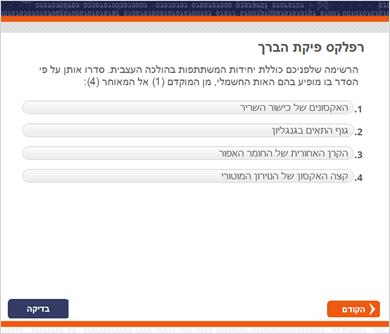 רפלקס פיקת הברך
הרשימה שלפניכם כוללת יחידות המשתתפות בהולכה העצבית. סדרו אותן על פי
הסדר בו מופיע בהם האות החשמלי, מן המוקדם (1) אל המאוחר (4):
1. האקסונים של כישור השריר
2. גוף התאים בגנגליון
3. הקרן האחורית של החומר האפור
4. קצה האקסון של הנוירון המוטורי
הקודם
בדיקה